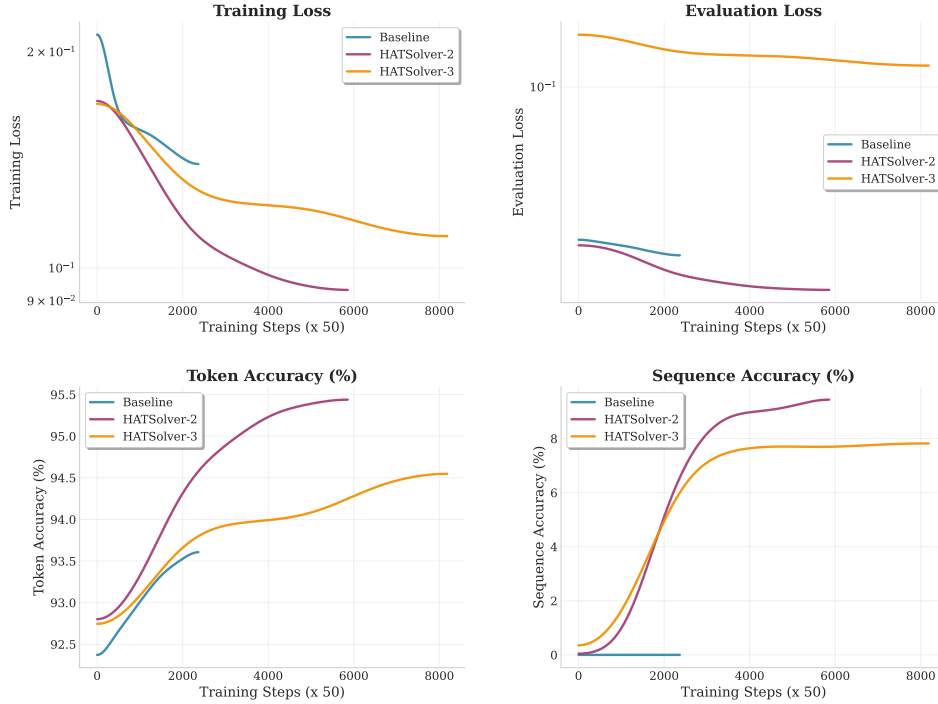 Training Loss
Training Loss
2 × 10⁻¹
10⁻¹
9 × 10⁻²
Baseline
HATSolver-2
HATSolver-3
0 2000 4000 6000 8000
Training Steps (x 50)
Evaluation Loss
Evaluation Loss
10⁻¹
Baseline
HATSolver-2
HATSolver-3
0 2000 4000 6000 8000
Training Steps (x 50)
Token Accuracy (%)
Token Accuracy (%)
95.5
95.0
94.5
94.0
93.5
93.0
92.5
Baseline
HATSolver-2
HATSolver-3
0 2000 4000 6000 8000
Training Steps (x 50)
Sequence Accuracy (%)
Sequence Accuracy (%)
8
6
4
2
0
Baseline
HATSolver-2
HATSolver-3
0 2000 4000 6000 8000
Training Steps (x 50)